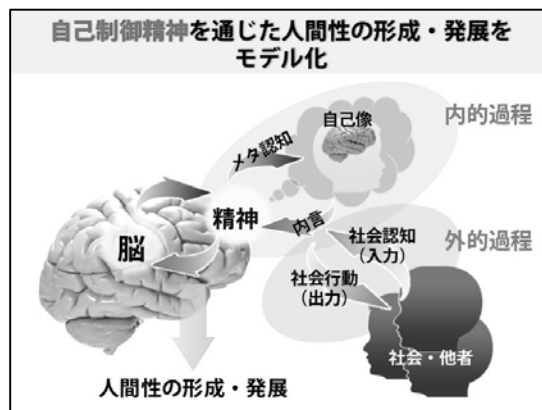 自己制御精神を通じた人間性の形成・発展を
モデル化
内的過程
自己像
メタ認知
精神
内言
脳
外的過程
社会認知
（入力）
社会行動
（出力）
社会・他者
人間性の形成・発展